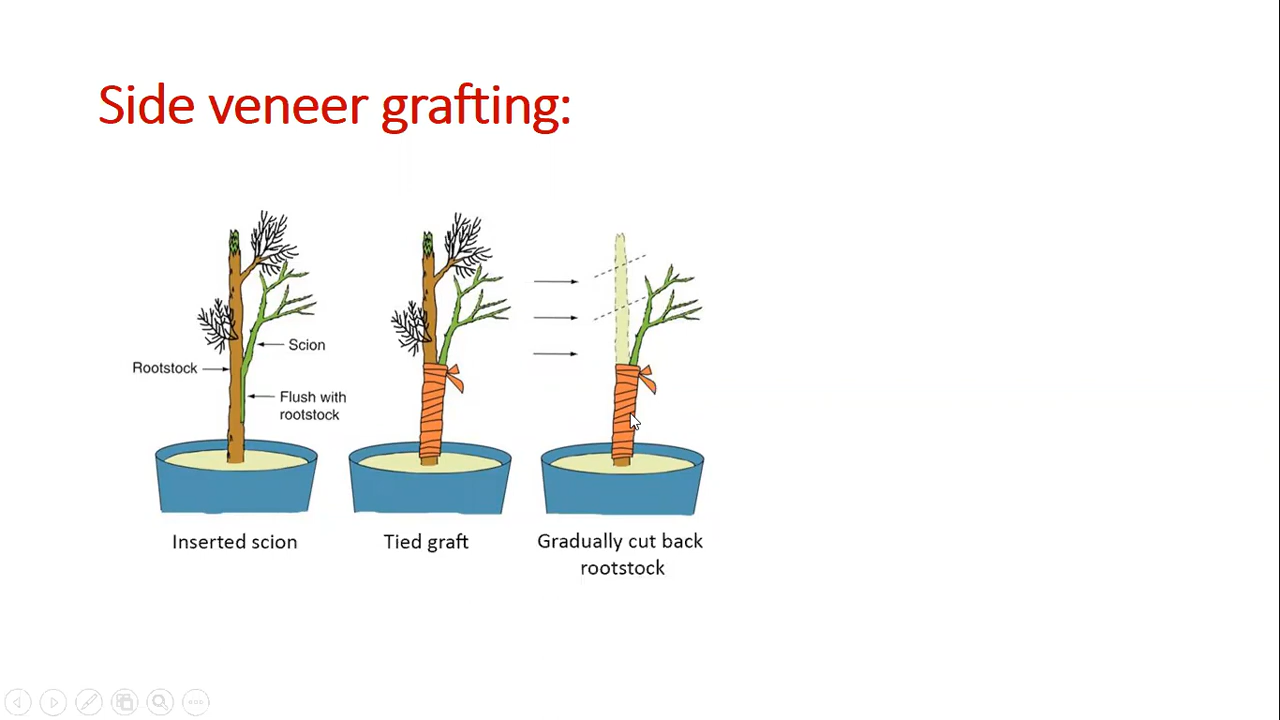 Side veneer grafting:
Scion
Rootstock
Flush with
rootstock
Inserted scion
Tied graft
Gradually cut back
rootstock